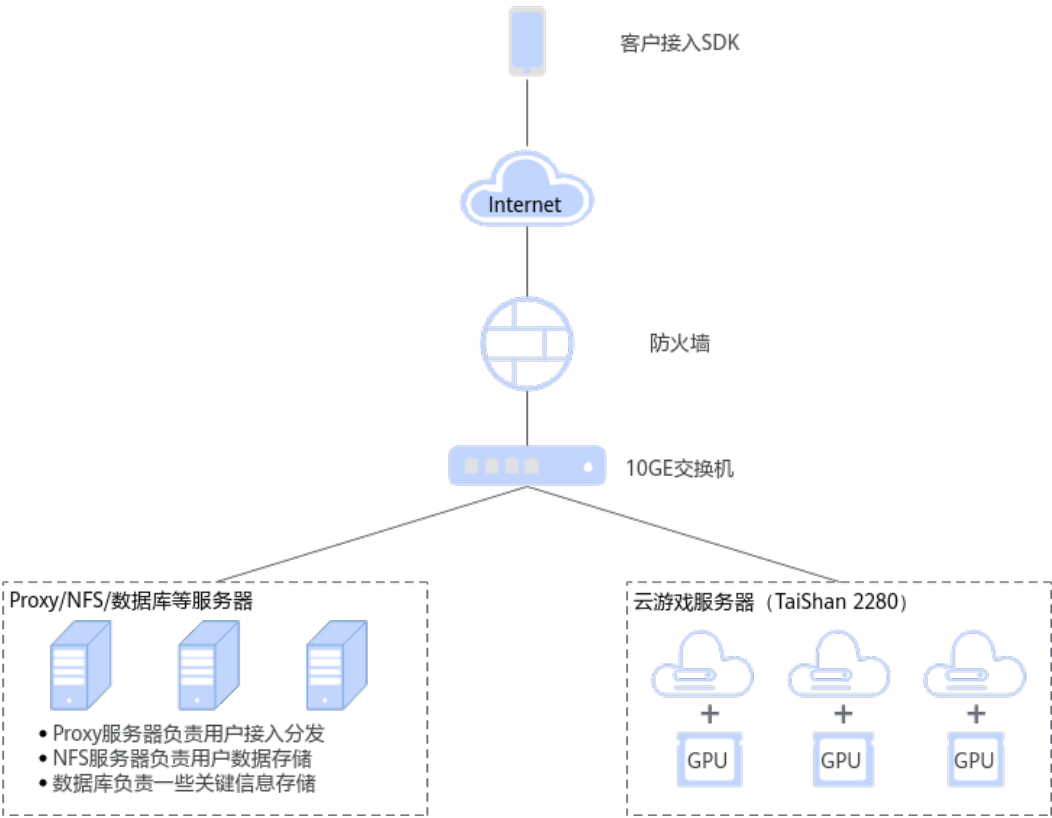 客户接入SDK
Internet
防火墙
10GE交换机
Proxy/NFS/数据库等服务器
• Proxy服务器负责用户接入分发
• NFS服务器负责用户数据存储
• 数据库负责一些关键信息存储
云游戏服务器（TaiShan 2280）
+ + +
GPU GPU GPU